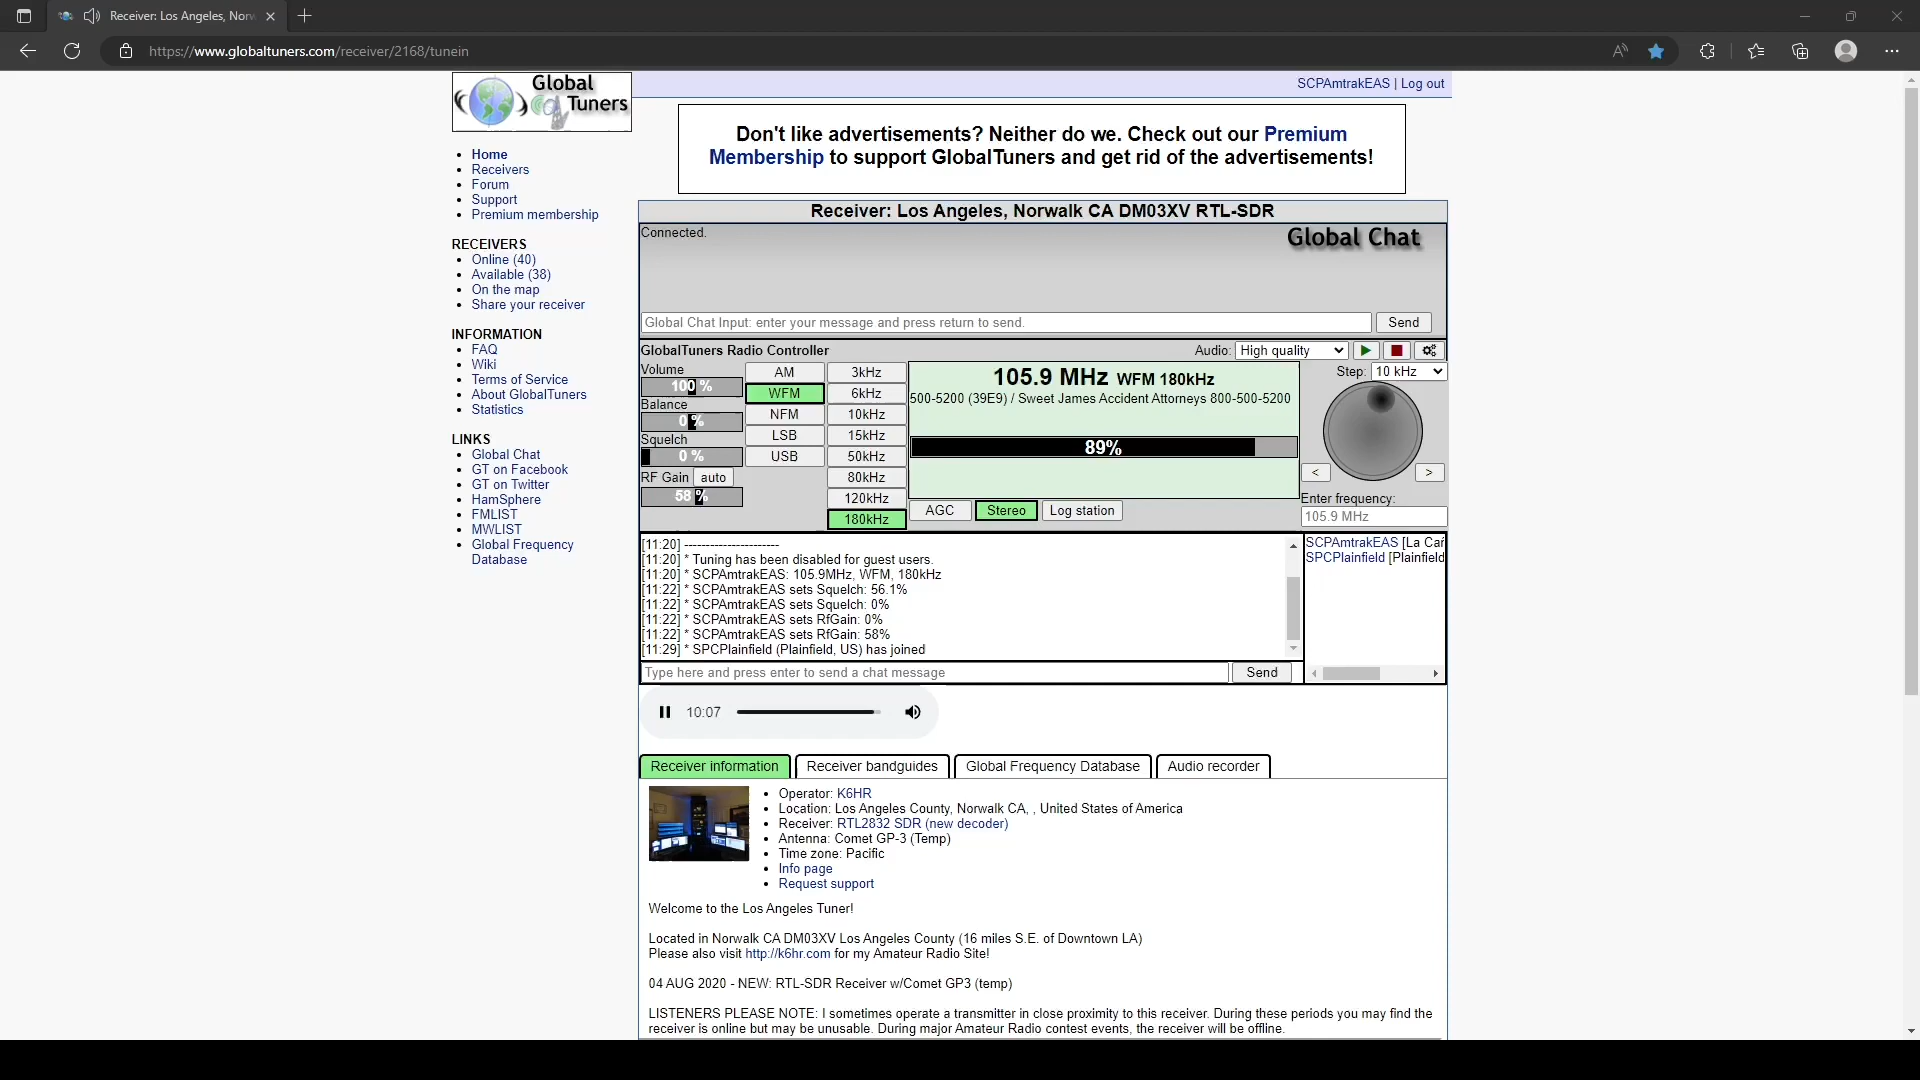 Receiver: Los Angeles, Norw
https://www.globaltuners.com/receiver/2168/tunein
Global
Tuners
SCPAmtrakEAS | Log out
Don't like advertisements? Neither do we. Check out our Premium
Membership to support GlobalTuners and get rid of the advertisements!
Home
Receivers
Forum
Support
Premium membership
RECEIVERS
Online (40)
Available (38)
On the map
Share your receiver
INFORMATION
FAQ
Wiki
Terms of Service
About GlobalTuners
Statistics
LINKS
Global Chat
GT on Facebook
GT on Twitter
HamSphere
FMLIST
MWLIST
Global Frequency
Database
Receiver: Los Angeles, Norwalk CA DM03XV RTL-SDR
Connected.
Global Chat
Global Chat Input: enter your message and press return to send.
Send
GlobalTuners Radio Controller
Audio: High quality
Volume
100 %
Balance
0 %
Squelch
0 %
RF Gain auto
58 %
AM
WFM
NFM
LSB
USB
3kHz
6kHz
10kHz
15kHz
50kHz
80kHz
120kHz
180kHz
105.9 MHz WFM 180kHz
500-5200 (39E9) / Sweet James Accident Attorneys 800-500-5200
89%
AGC
Stereo
Log station
Step: 10 kHz
<
>
Enter frequency:
105.9 MHz
[11:20] ----------------------
[11:20] * Tuning has been disabled for guest users.
[11:20] * SCPAmtrakEAS: 105.9MHz, WFM, 180kHz
[11:22] * SCPAmtrakEAS sets Squelch: 56.1%
[11:22] * SCPAmtrakEAS sets Squelch: 0%
[11:22] * SCPAmtrakEAS sets RfGain: 0%
[11:22] * SCPAmtrakEAS sets RfGain: 58%
[11:29] * SPCPlainfield (Plainfield, US) has joined
Type here and press enter to send a chat message
Send
SCPAmtrakEAS [La Cañ
SPCPlainfield [Plainfield
10:07
Receiver information
Receiver bandguides
Global Frequency Database
Audio recorder
Operator: K6HR
Location: Los Angeles County, Norwalk CA, , United States of America
Receiver: RTL2832 SDR (new decoder)
Antenna: Comet GP-3 (Temp)
Time zone: Pacific
Info page
Request support
Welcome to the Los Angeles Tuner!
Located in Norwalk CA DM03XV Los Angeles County (16 miles S.E. of Downtown LA)
Please also visit http://k6hr.com for my Amateur Radio Site!
04 AUG 2020 - NEW: RTL-SDR Receiver w/Comet GP3 (temp)
LISTENERS PLEASE NOTE: I sometimes operate a transmitter in close proximity to this receiver. During these periods you may find the
receiver is online but may be unusable. During major Amateur Radio contest events, the receiver will be offline.